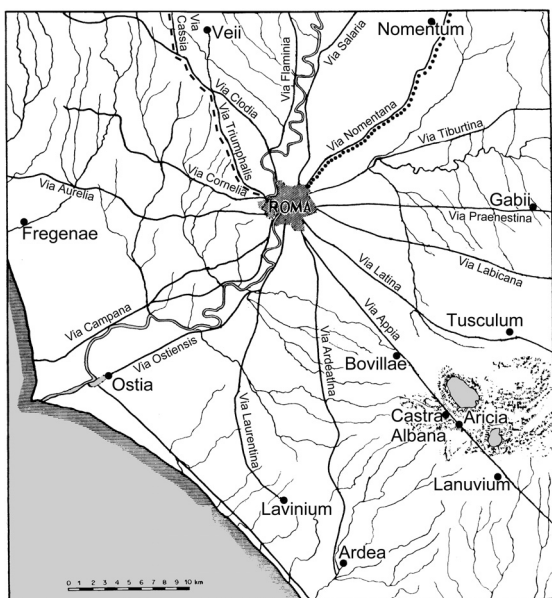 Via
Cassia
Via
Veii
Via Clodia
Via Triumphalis
Via Flaminia
Via Salaria
Nomentum
Via Nomentana
Via Tiburtina
Via Cornelia
Via Aurelia
Fregenae
ROMA
Gabii
Via Praenestina
Via Labicana
Via Latina
Via Appia
Tusculum
Via Campana
Via Ostiensis
Ostia
Via Ardeatina
Bovillae
Castra
Albana
Aricia
Via Laurentina
Lanuvium
Lavinium
Ardea
0 1 2 3 4 5 6 7 8 9 10 km